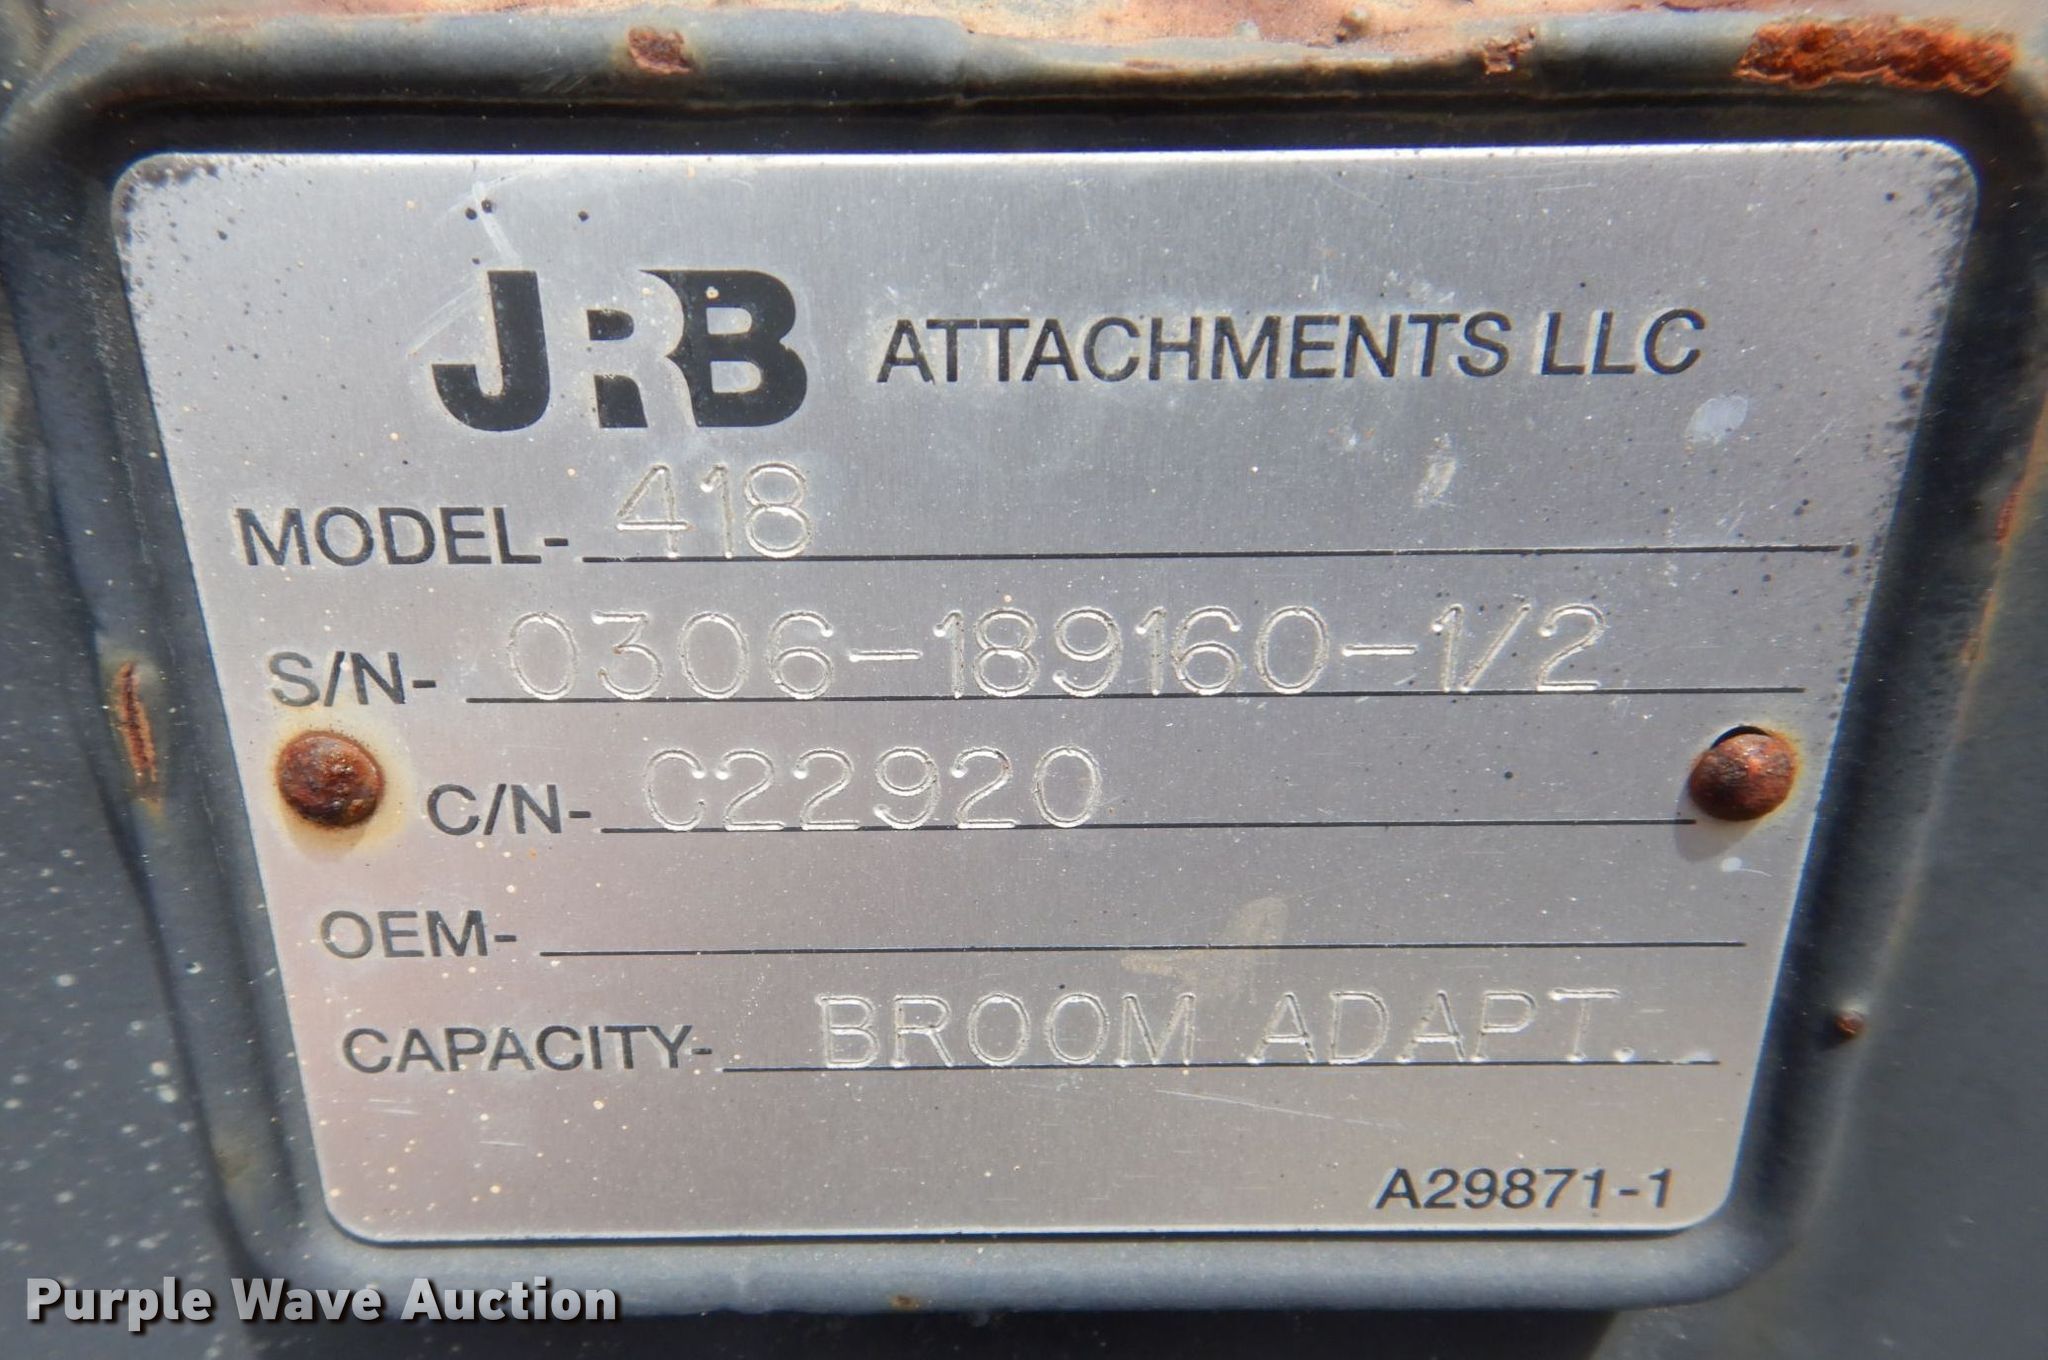 JRB ATTACHMENTS LLC
MODEL- 418
S/N- 0306-189160-1/2
C/N- C22920
OEM-
CAPACITY- BROOM ADAPT.
A29871-1
Purple Wave Auction